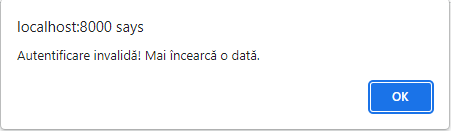 localhost:8000 says
Autentificare invalidă! Mai încearcă o dată.
OK